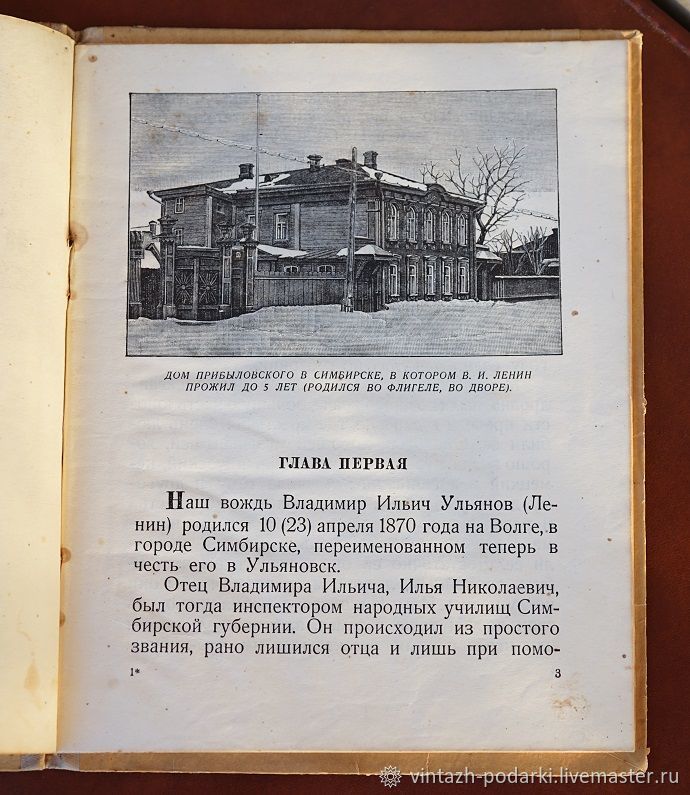 ДОМ ПРИБЫЛОВСКОГО В СИМБИРСКЕ, В КОТОРОМ В. И. ЛЕНИН
ПРОЖИЛ ДО 5 ЛЕТ (РОДИЛСЯ ВО ФЛИГЕЛЕ, ВО ДВОРЕ).
ГЛАВА ПЕРВАЯ
Наш вождь Владимир Ильич Ульянов (Ле-
нин) родился 10 (23) апреля 1870 года на Волге, в
городе Симбирске, переименованном теперь в
честь его в Ульяновск.
Отец Владимира Ильича, Илья Николаевич,
был тогда инспектором народных училищ Сим-
бирской губернии. Он происходил из простого
звания, рано лишился отца и лишь при помо-
1*
3
vintazh-podarki.livemaster.ru